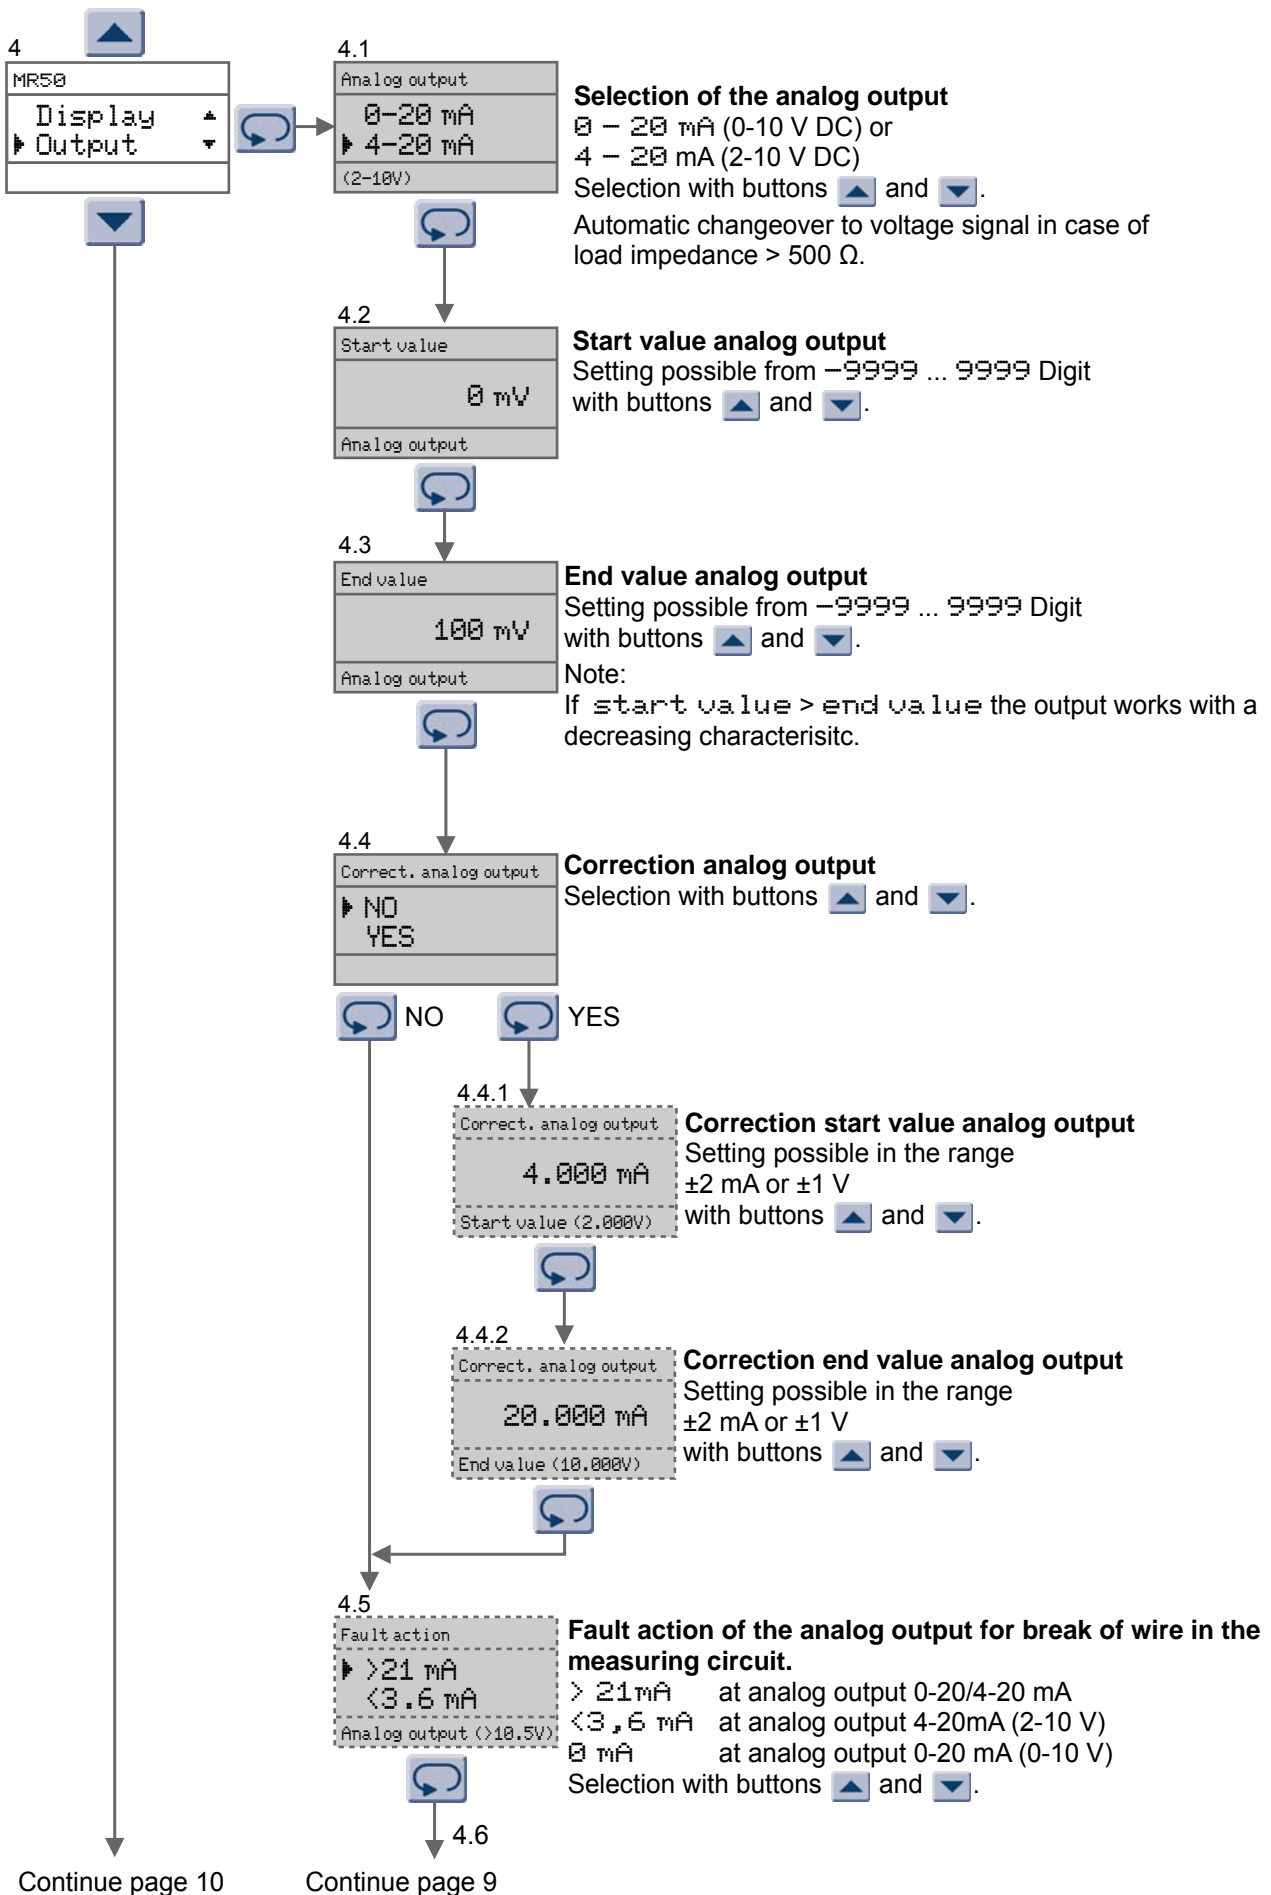 4
MR50
Display
Output
4.1
Analog output
0-20 mA
4-20 mA
(2-10V)
Selection of the analog output
0 – 20 mA (0-10 V DC) or
4 – 20 mA (2-10 V DC)
Selection with buttons and .
Automatic changeover to voltage signal in case of
load impedance > 500 Ω.
4.2
Start value
0 mV
Analog output
Start value analog output
Setting possible from –9999 ... 9999 Digit
with buttons and .
4.3
End value
100 mV
Analog output
End value analog output
Setting possible from –9999 ... 9999 Digit
with buttons and .
Note:
If start value > end value the output works with a
decreasing characterisitc.
4.4
Correct. analog output
NO
YES
Correction analog output
Selection with buttons and .
NO
YES
4.4.1
Correct. analog output
4.000 mA
Start value (2.000V)
Correction start value analog output
Setting possible in the range
±2 mA or ±1 V
with buttons and .
4.4.2
Correct. analog output
20.000 mA
End value (10.000V)
Correction end value analog output
Setting possible in the range
±2 mA or ±1 V
with buttons and .
4.5
Fault action
>21 mA
<3.6 mA
Analog output (>10.5V)
Fault action of the analog output for break of wire in the
measuring circuit.
> 21mA at analog output 0-20/4-20 mA
<3,6 mA at analog output 4-20mA (2-10 V)
0 mA at analog output 0-20 mA (0-10 V)
Selection with buttons and .
4.6
Continue page 10
Continue page 9